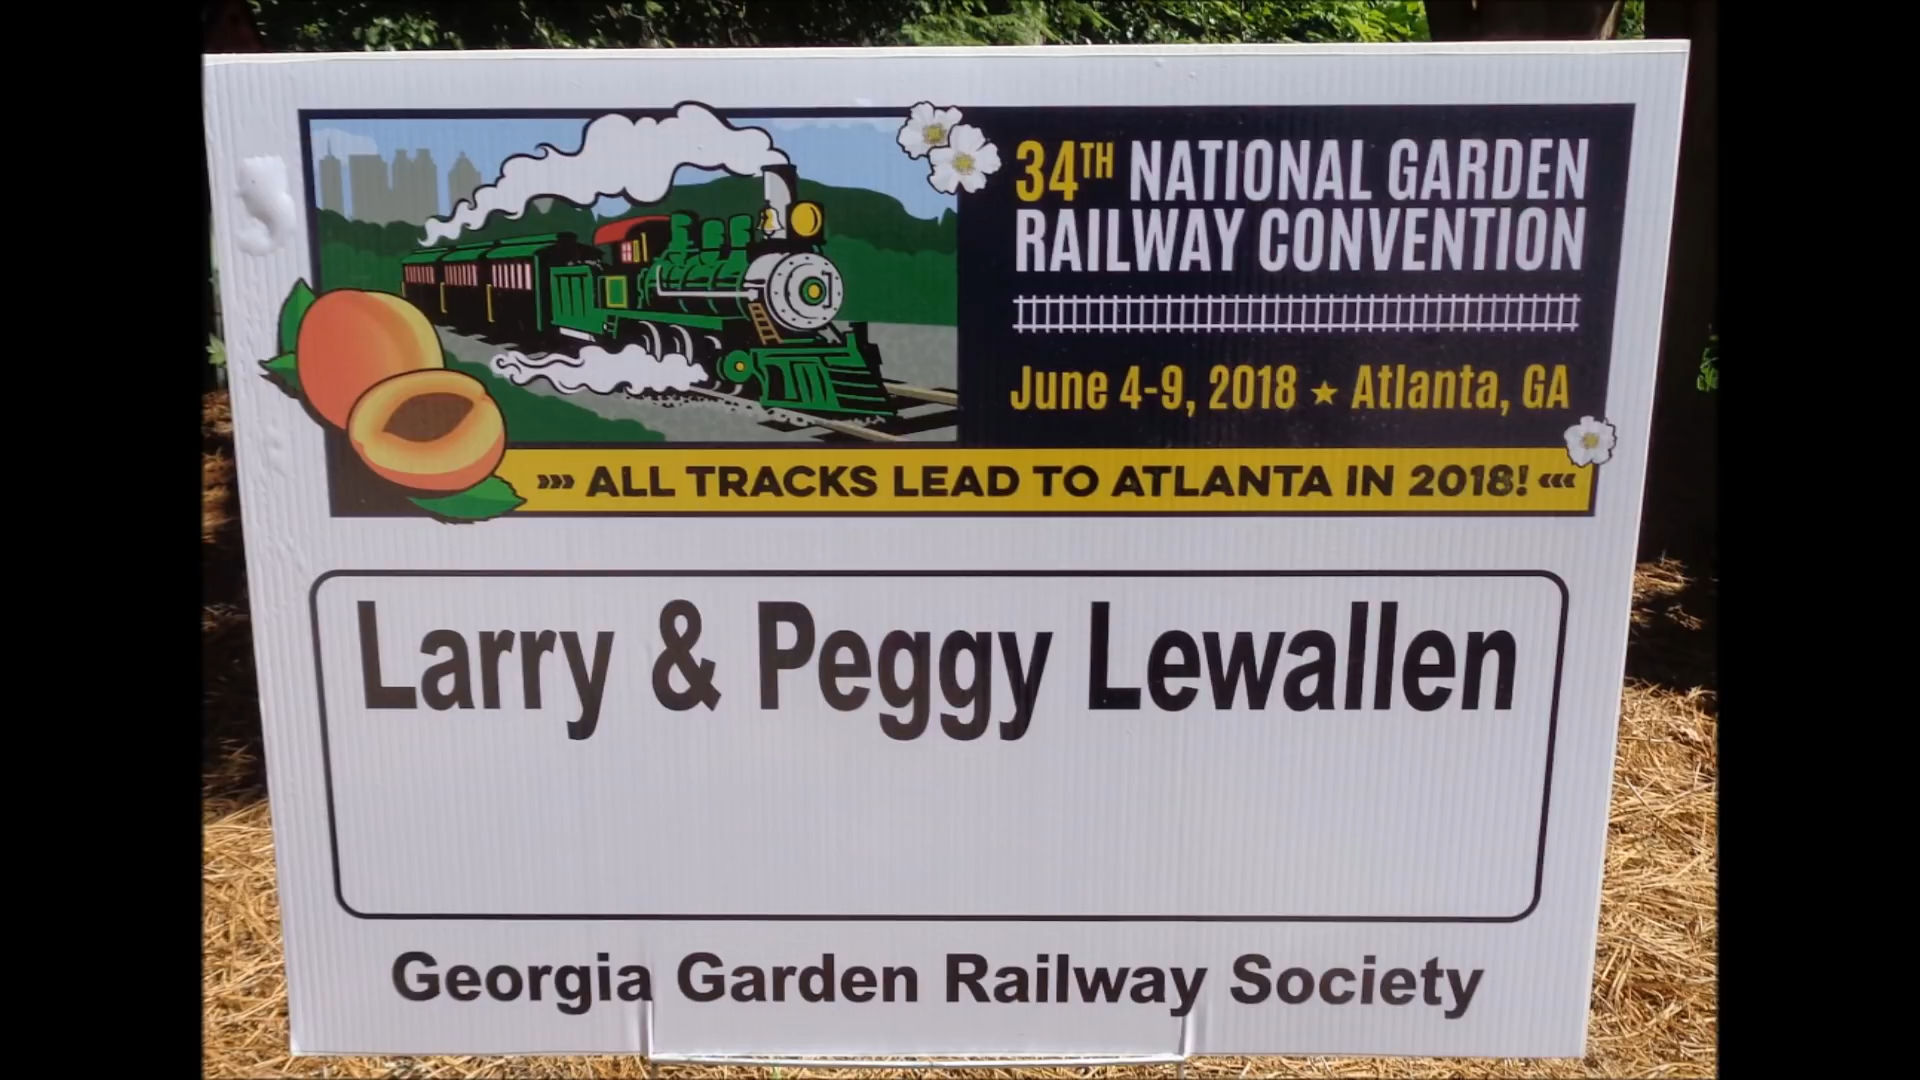 34TH NATIONAL GARDEN
RAILWAY CONVENTION
June 4-9, 2018 ★ Atlanta, GA
»» ALL TRACKS LEAD TO ATLANTA IN 2018! ««
Larry & Peggy Lewallen
Georgia Garden Railway Society